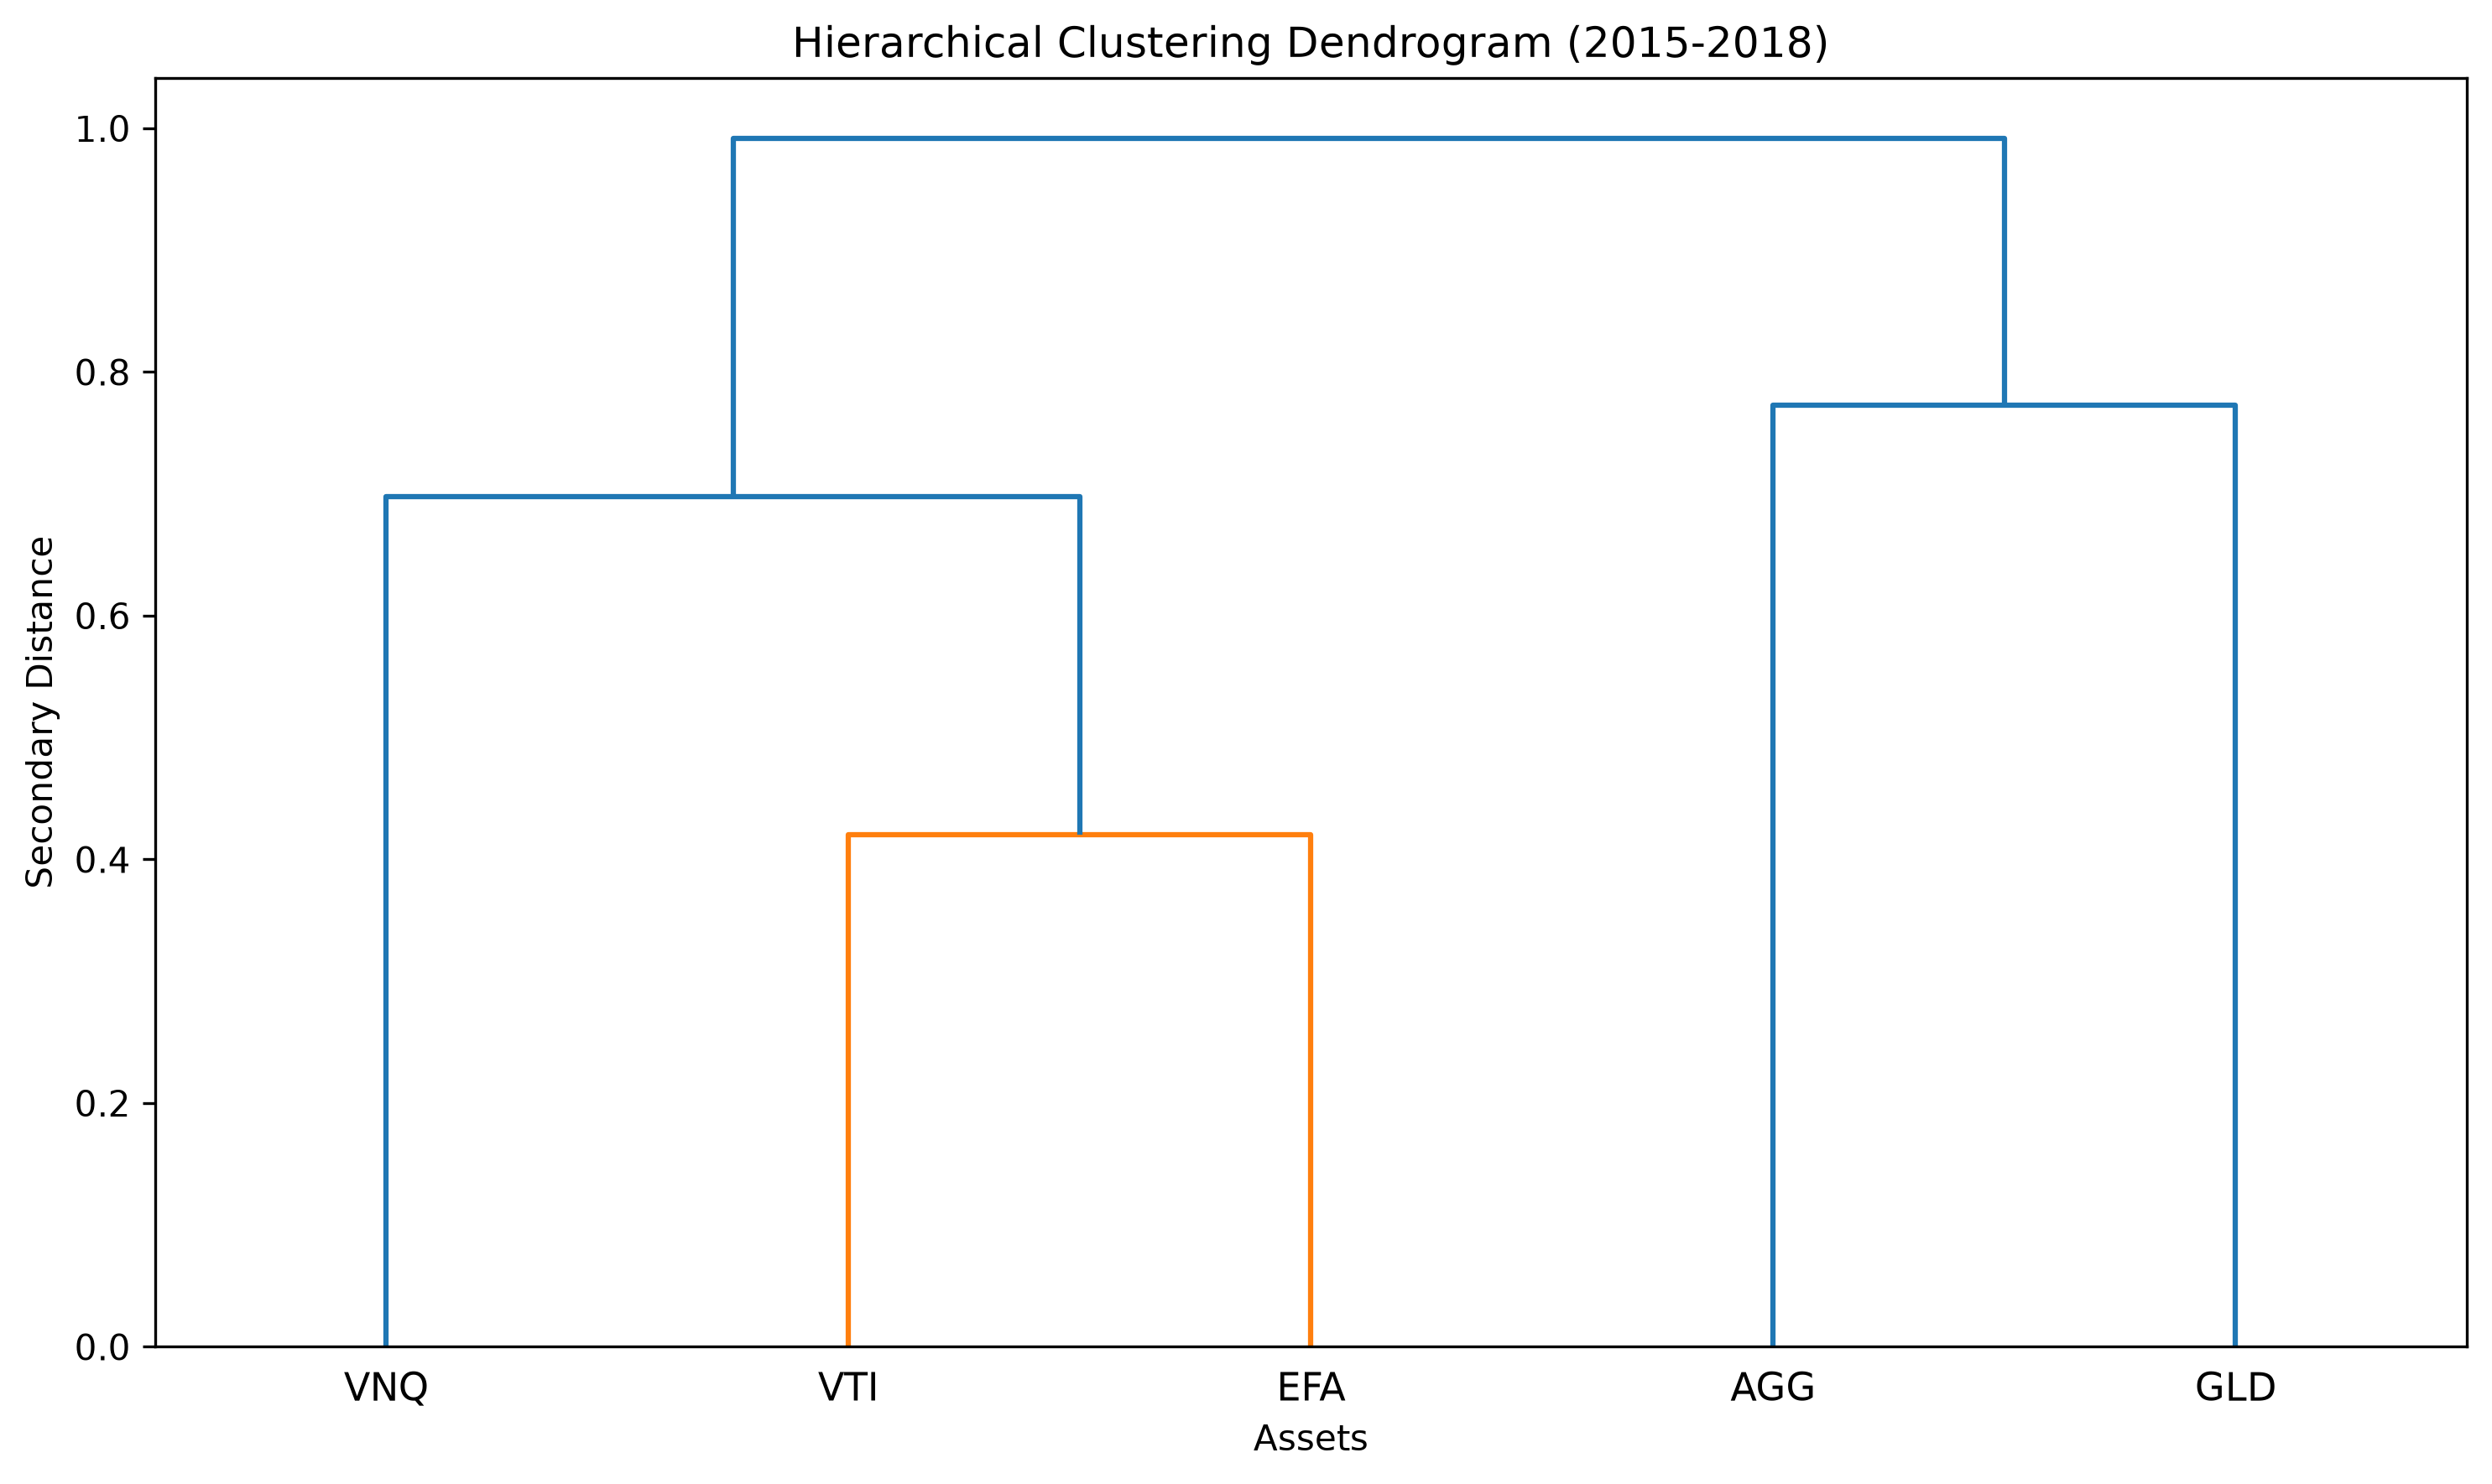 Hierarchical Clustering Dendrogram (2015-2018)
Secondary Distance
1.0
0.8
0.6
0.4
0.2
0.0
VNQ VTI EFA AGG GLD
Assets